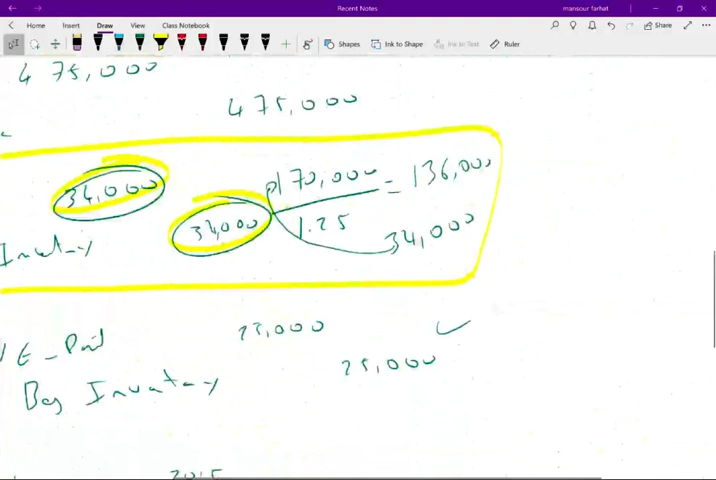 Recent Notes
mansour farhat
Home Insert Draw View Class Notebook
Share
Shapes Ink to Shape Ink to Text Ruler
475,000
475,000
34,000
170,000 = 136,000
34,000
1.25
34,000
Inventory
E_Paid
25,000
25,000
Beg Inventory
2015